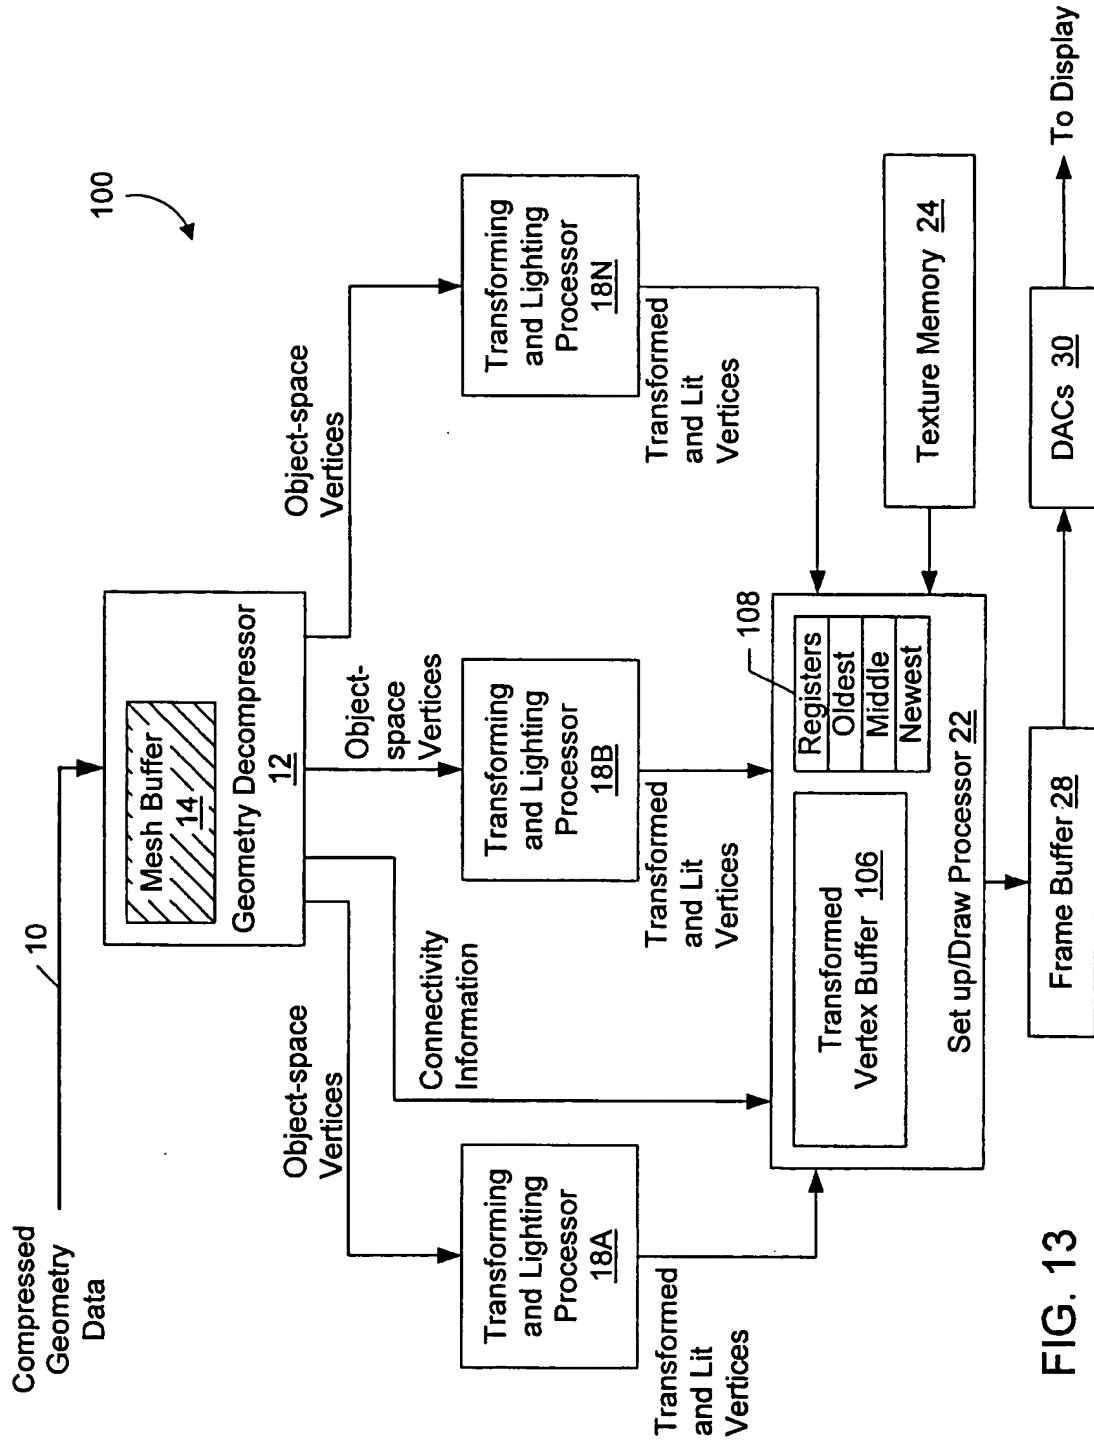 100
Compressed
Geometry
Data
10
Mesh Buffer
14
Geometry Decompressor
12
Object-space
Vertices
Connectivity
Information
Object-
space
Vertices
Object-space
Vertices
Transforming
and Lighting
Processor
18A
Transforming
and Lighting
Processor
18B
Transforming
and Lighting
Processor
18N
Transformed
and Lit
Vertices
Transformed
and Lit
Vertices
Transformed
and Lit
Vertices
108
Transformed
Vertex Buffer 106
Registers
Oldest
Middle
Newest
Set up/Draw Processor 22
Texture Memory 24
Frame Buffer 28
DACs 30
To Display
FIG. 13